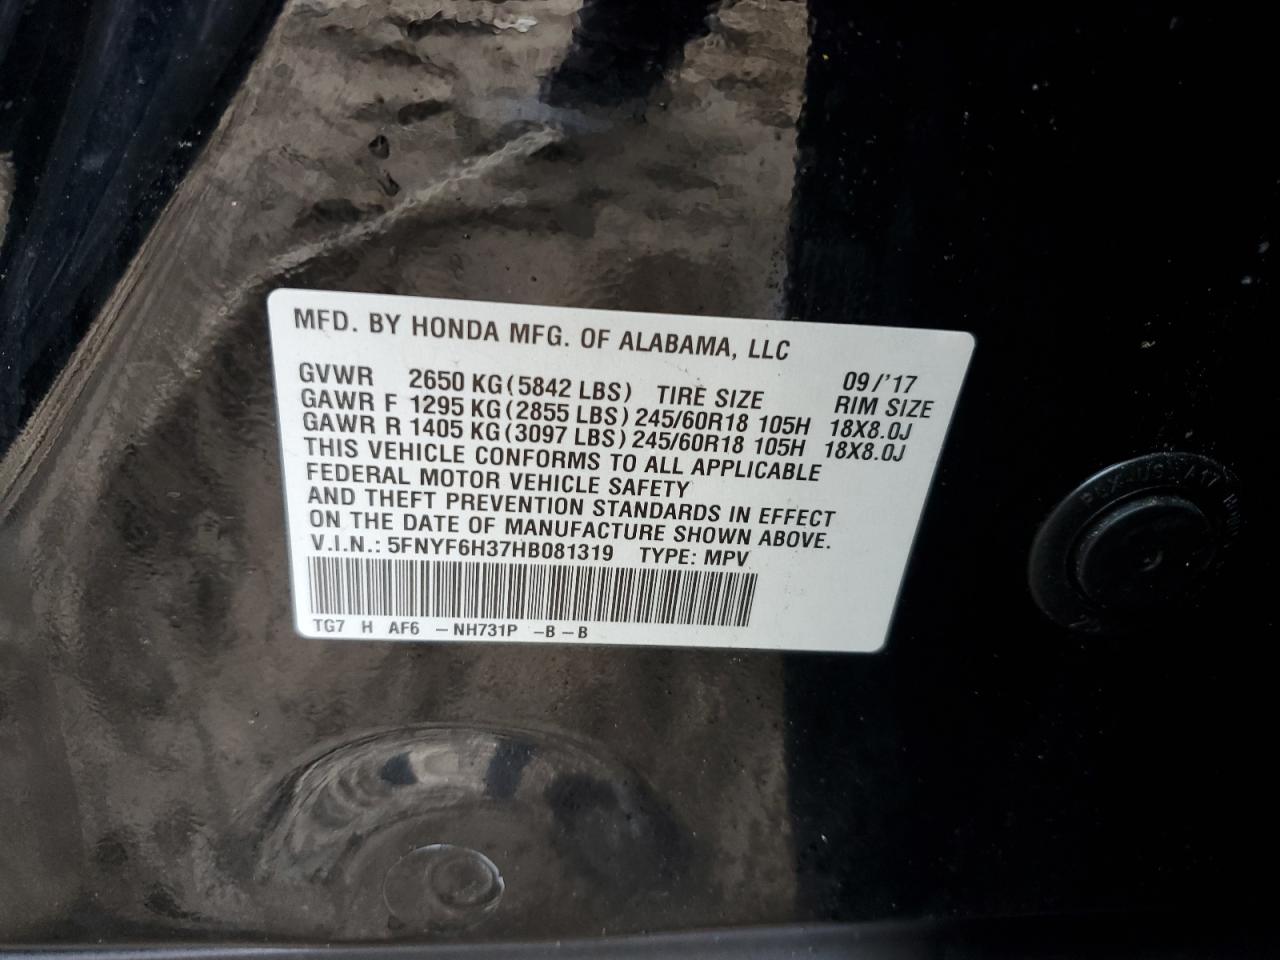 MFD. BY HONDA MFG. OF ALABAMA, LLC
09/'17
GVWR 2650 KG(5842 LBS) TIRE SIZE RIM SIZE
GAWR F 1295 KG(2855 LBS) 245/60R18 105H 18X8.0J
GAWR R 1405 KG(3097 LBS) 245/60R18 105H 18X8.0J
THIS VEHICLE CONFORMS TO ALL APPLICABLE
FEDERAL MOTOR VEHICLE SAFETY
AND THEFT PREVENTION STANDARDS IN EFFECT
ON THE DATE OF MANUFACTURE SHOWN ABOVE.
V.I.N.: 5FNYF6H37HB081319 TYPE: MPV
TG7 H AF6 -NH731P -B-B